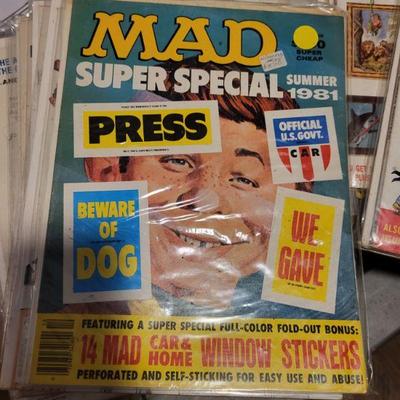 MAD
SUPER
CHEAP
SUPER SPECIAL
SUMMER
1981
PRESS
OFFICIAL
U.S. GOVT.
CAR
BEWARE
OF
DOG
WE
GAVE
FEATURING A SUPER SPECIAL FULL-COLOR FOLD-OUT BONUS:
14 MAD CAR & HOME WINDOW STICKERS
PERFORATED AND SELF-STICKING FOR EASY USE AND ABUSE!
ALSO